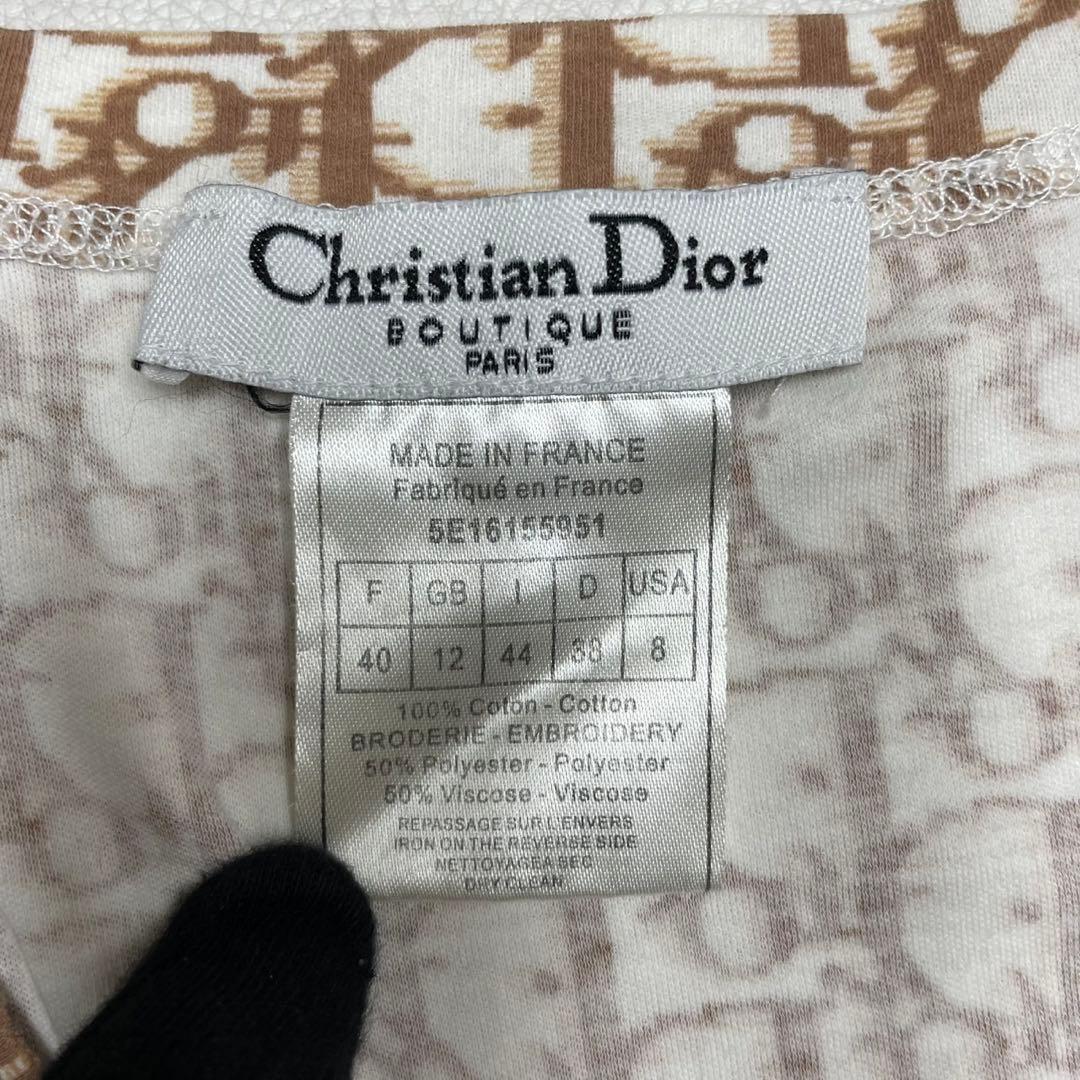 Christian Dior
BOUTIQUE
PARIS
MADE IN FRANCE
Fabriqué en France
5E16155951
F GB I D USA
40 12 44 38 8
100% Coton - Cotton
BRODERIE - EMBROIDERY
50% Polyester - Polyester
50% Viscose - Viscose
REPASSAGE SUR L'ENVERS
IRON ON THE REVERSE SIDE
NETTOYAGE A SEC
DRY CLEAN